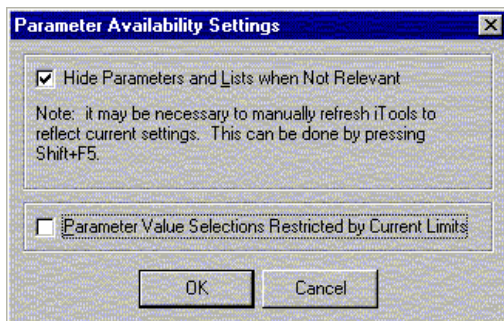 Parameter Availability Settings
Hide Parameters and Lists when Not Relevant
Note: it may be necessary to manually refresh iTools to
reflect current settings. This can be done by pressing
Shift+F5.
Parameter Value Selections Restricted by Current Limits
OK
Cancel